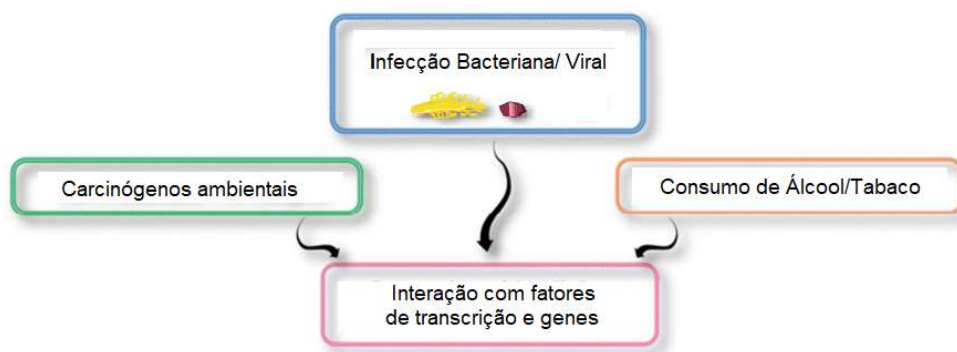 Infecção Bacteriana/ Viral
Carcinógenos ambientais
Consumo de Álcool/Tabaco
Interação com fatores
de transcrição e genes